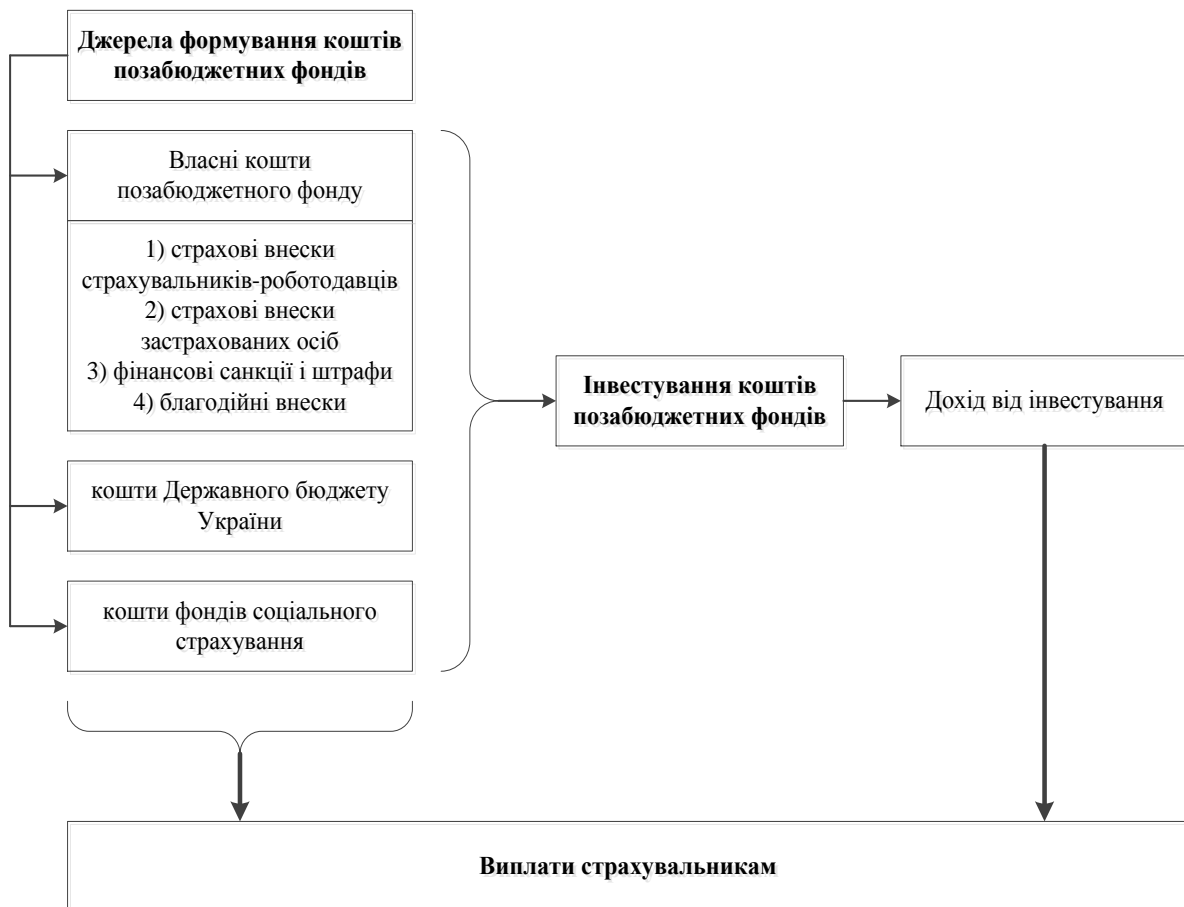 Джерела формування коштів
позабюджетних фондів
Власні кошти
позабюджетного фонду
1) страхові внески
страхувальників-роботодавців
2) страхові внески
застрахованих осіб
3) фінансові санкції і штрафи
4) благодійні внески
кошти Державного бюджету
України
кошти фондів соціального
страхування
Інвестування коштів
позабюджетних фондів
Дохід від інвестування
Виплати страхувальникам